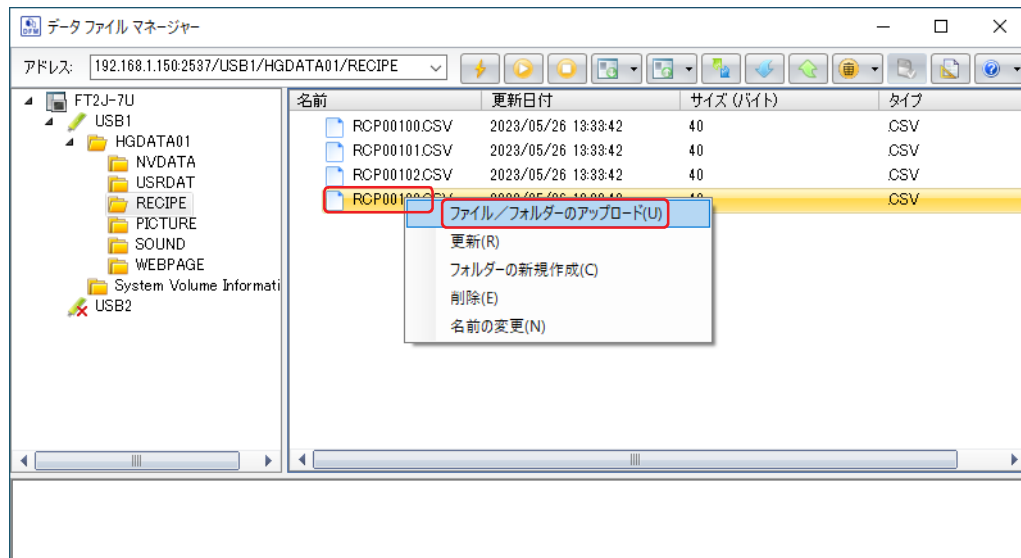 データ ファイル マネージャー
アドレス: 192.168.1.150:2537/USB1/HGDATA01/RECIPE
FT2J-7U
USB1
HGDATA01
NVDATA
USRDAT
RECIPE
PICTURE
SOUND
WEBPAGE
System Volume Informati
USB2
名前 更新日付 サイズ (バイト) タイプ
RCP00100.CSV 2023/05/26 13:33:42 40 .CSV
RCP00101.CSV 2023/05/26 13:33:42 40 .CSV
RCP00102.CSV 2023/05/26 13:33:42 40 .CSV
.CSV
ファイル/フォルダーのアップロード(U)
更新(R)
フォルダーの新規作成(C)
削除(E)
名前の変更(N)